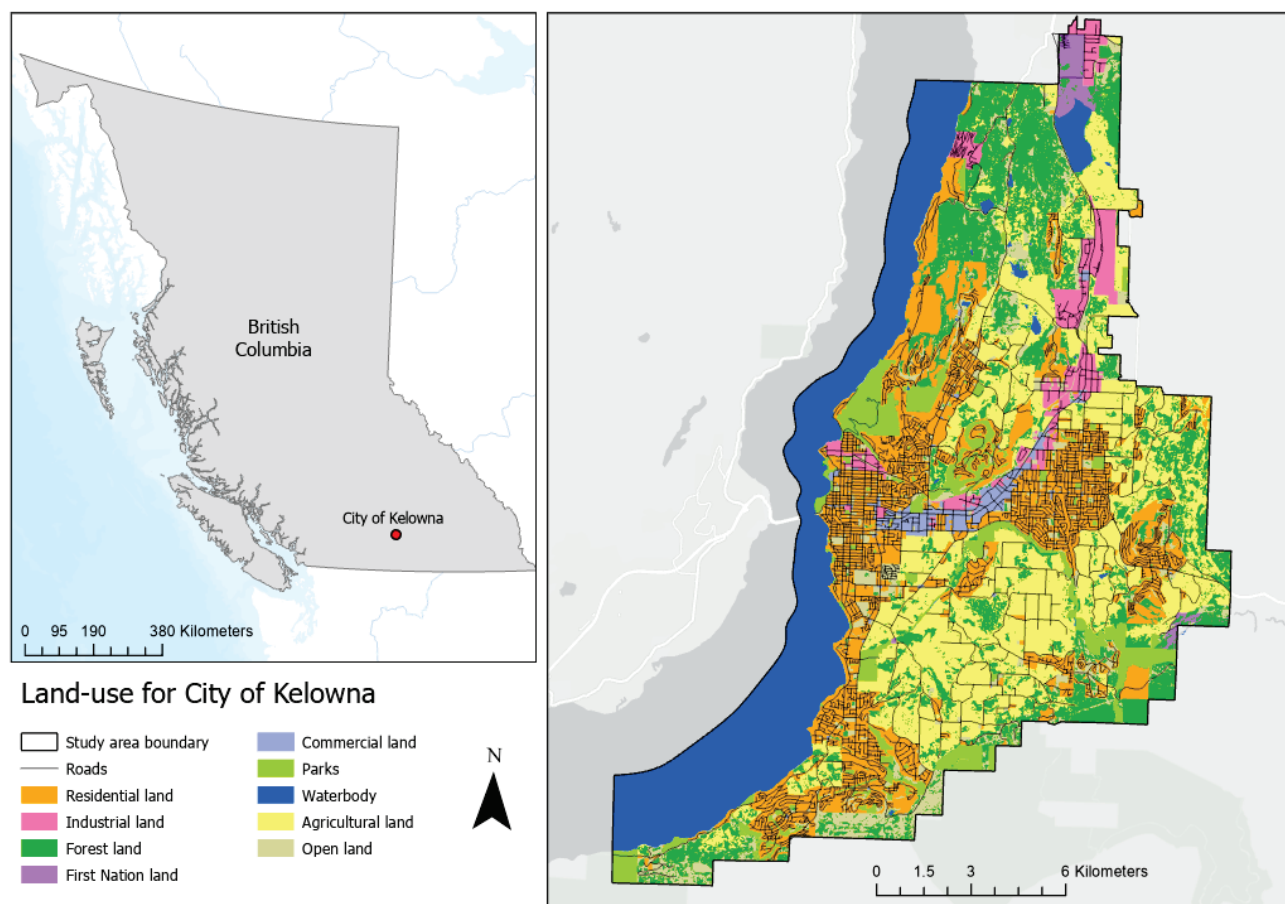 British
Columbia
City of Kelowna
0 95 190 380 Kilometers
Land-use for City of Kelowna
Study area boundary
Roads
Residential land
Industrial land
Forest land
First Nation land
Commercial land
Parks
Waterbody
Agricultural land
Open land
N
0 1.5 3 6 Kilometers